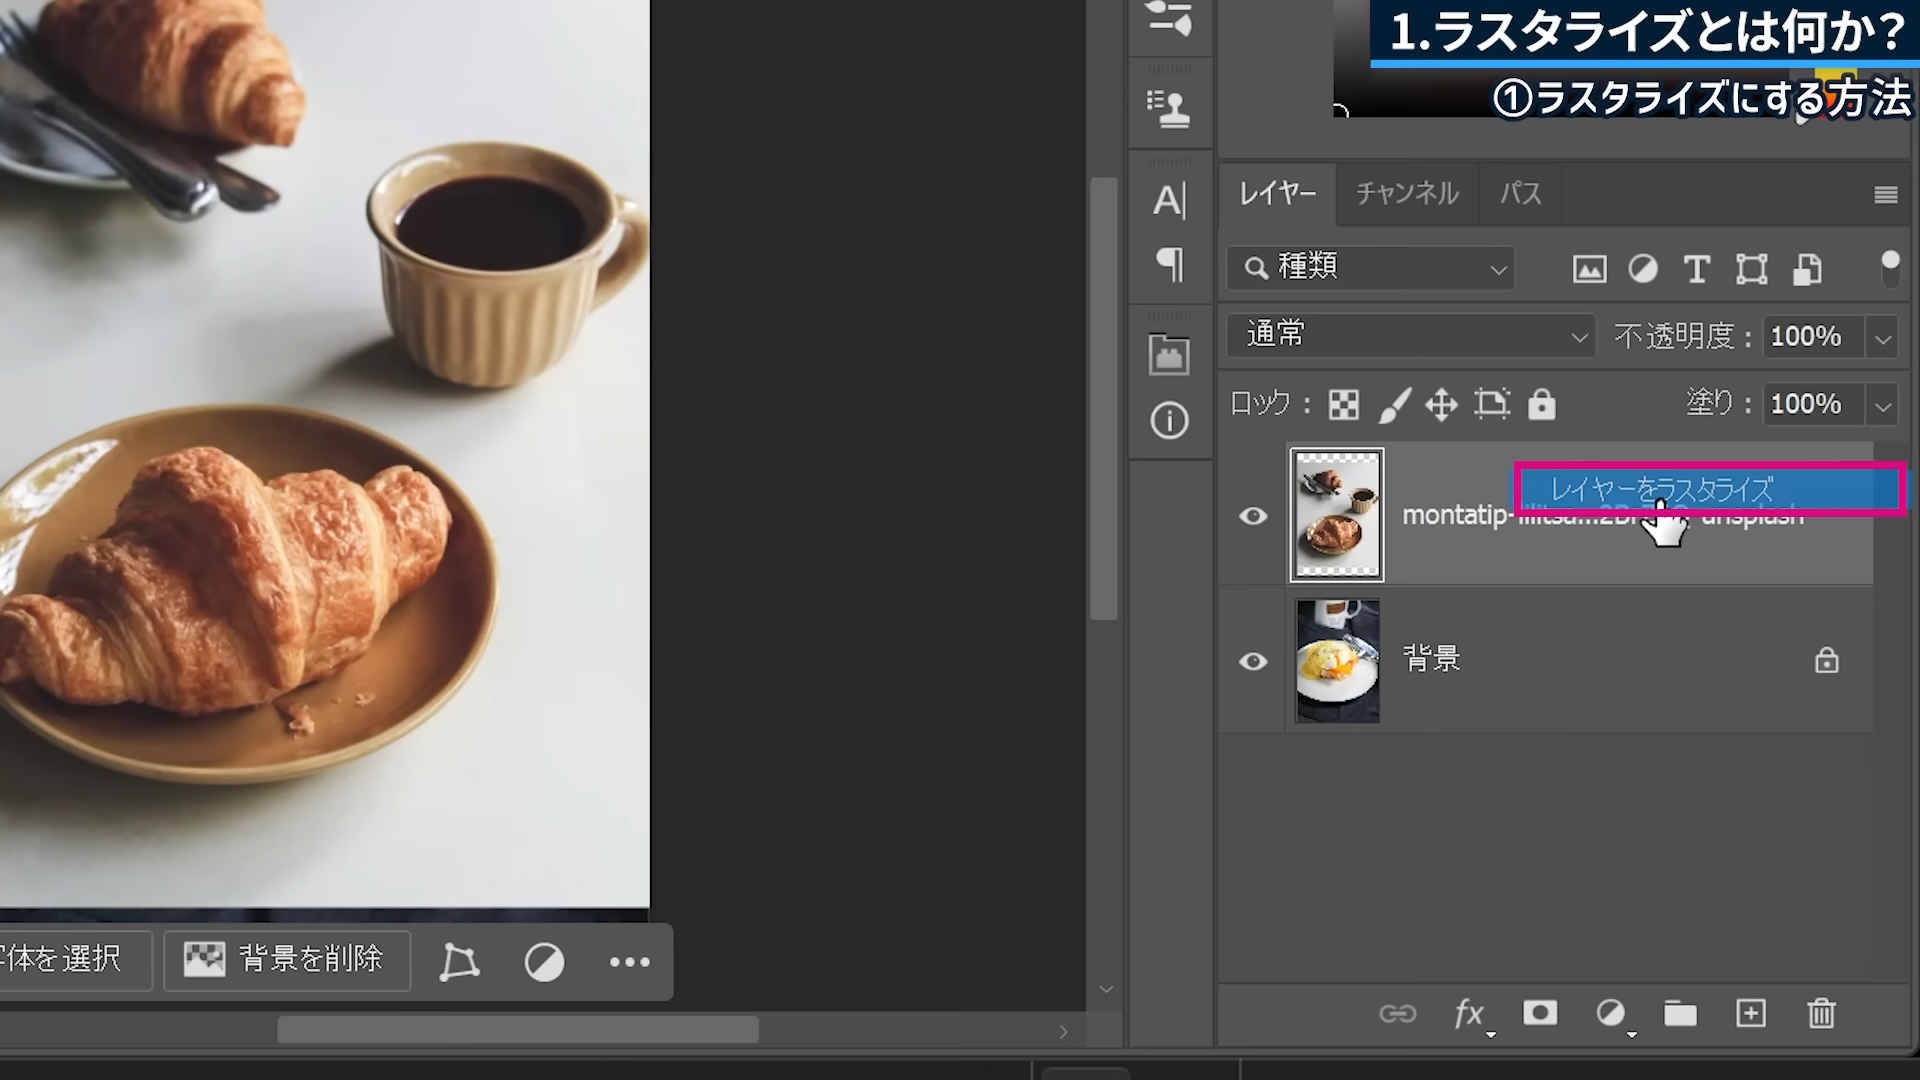 1.ラスタライズとは何か？
①ラスタライズにする方法
レイヤー チャンネル パス
種類
通常 不透明度： 100%
ロック： 塗り： 100%
レイヤーをラスタライズ
montatip- unsplash
背景
体を選択 背景を削除
fx